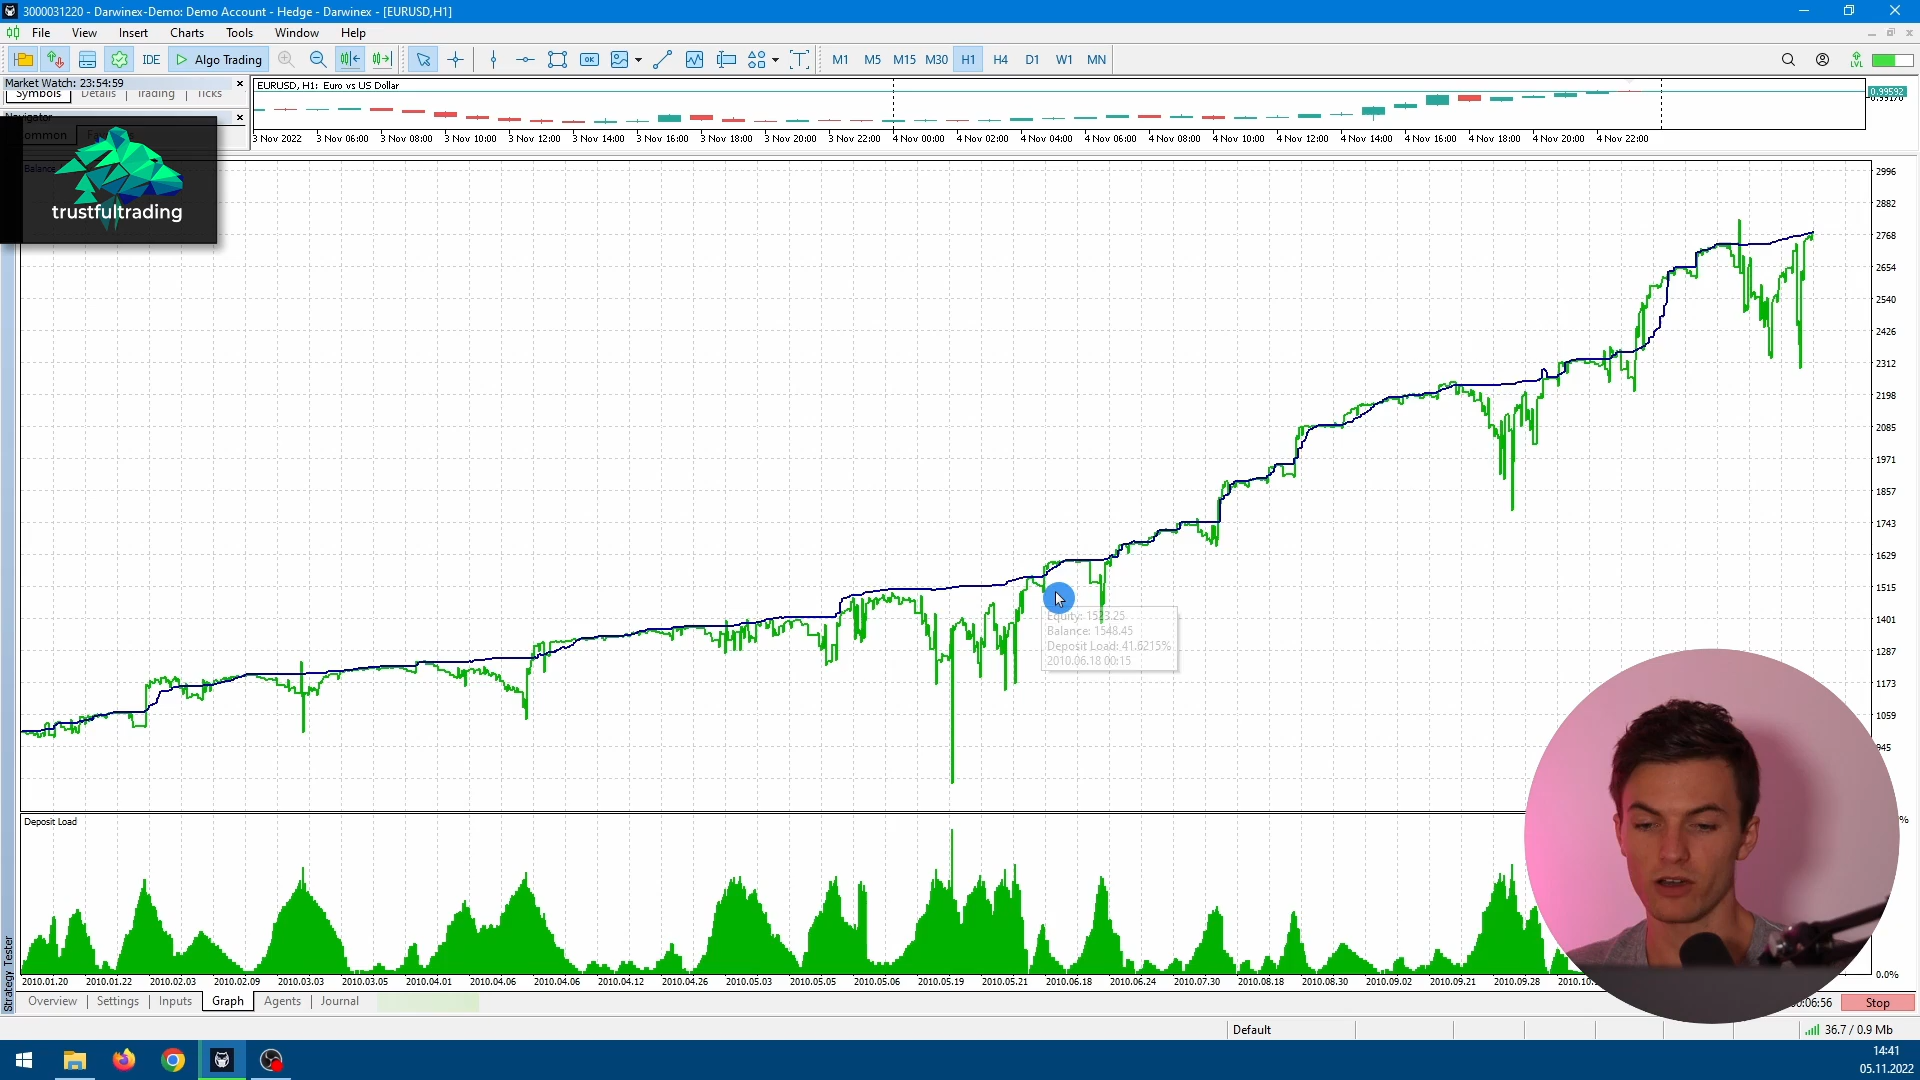 3000031220 - Darwinex-Demo: Demo Account - Hedge - Darwinex - [EURUSD,H1]
File View Insert Charts Tools Window Help
IDE Algo Trading M1 M5 M15 M30 H1 H4 D1 W1 MN
LVL
Market Watch: 23:54:59
Symbols Details Trading Ticks
EURUSD, H1: Euro vs US Dollar
0.99592
3 Nov 2022 3 Nov 06:00 3 Nov 08:00 3 Nov 10:00 3 Nov 12:00 3 Nov 14:00 3 Nov 16:00 3 Nov 18:00 3 Nov 20:00 3 Nov 22:00 4 Nov 00:00 4 Nov 02:00 4 Nov 04:00 4 Nov 06:00 4 Nov 08:00 4 Nov 10:00 4 Nov 12:00 4 Nov 14:00 4 Nov 16:00 4 Nov 18:00 4 Nov 20:00 4 Nov 22:00
Balance
trustfultrading
2996
2882
2768
2654
2540
2426
2312
2198
2085
1971
1857
1743
1629
1515
1401
1287
1173
1059
945
Balance: 1548.45
Deposit Load: 41.6215%
2010.06.18 00:15
Deposit Load
%
0.0%
2010.01.20 2010.01.22 2010.02.03 2010.02.09 2010.02.26 2010.03.03 2010.03.05 2010.04.01 2010.04.06 2010.04.06 2010.04.12 2010.04.26 2010.05.03 2010.05.05 2010.05.06 2010.05.19 2010.05.21 2010.06.18 2010.06.24 2010.07.30 2010.08.18 2010.08.30 2010.09.02 2010.09.21 2010.09.28
Strategy Tester
Overview Settings Inputs Graph Agents Journal
:06:56 Stop
Default
36.7 / 0.9 Mb
14:41
05.11.2022